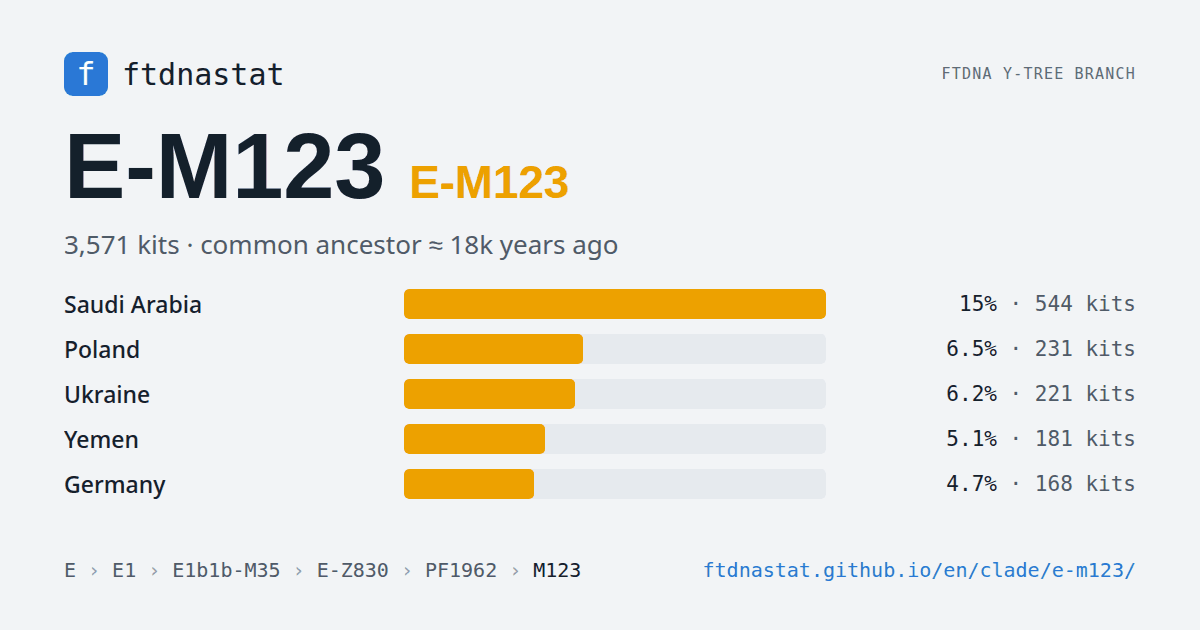 f ftdnastat
FTDNA Y-TREE BRANCH
E-M123 E-M123
3,571 kits · common ancestor ≈ 18k years ago
Saudi Arabia 15% · 544 kits
Poland 6.5% · 231 kits
Ukraine 6.2% · 221 kits
Yemen 5.1% · 181 kits
Germany 4.7% · 168 kits
E › E1 › E1b1b-M35 › E-Z830 › PF1962 › M123
ftdnastat.github.io/en/clade/e-m123/